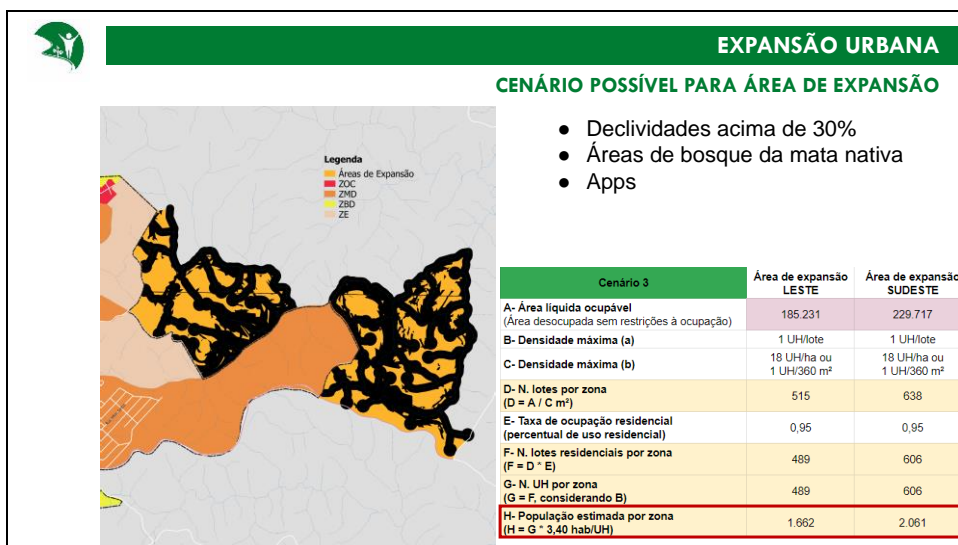 EXPANSÃO URBANA
CENÁRIO POSSÍVEL PARA ÁREA DE EXPANSÃO
● Declividades acima de 30%
● Áreas de bosque da mata nativa
● Apps
Legenda
Áreas de Expansão
ZOC
ZMD
ZBD
ZE
Cenário 3
Área de expansão
LESTE
Área de expansão
SUDESTE
A- Área líquida ocupável
(Área desocupada sem restrições à ocupação)
185.231
229.717
B- Densidade máxima (a)
1 UH/lote
1 UH/lote
C- Densidade máxima (b)
18 UH/ha ou
1 UH/360 m²
18 UH/ha ou
1 UH/360 m²
D- N. lotes por zona
(D = A / C m²)
515
638
E- Taxa de ocupação residencial
(percentual de uso residencial)
0,95
0,95
F- N. lotes residenciais por zona
(F = D * E)
489
606
G- N. UH por zona
(G = F, considerando B)
489
606
H- População estimada por zona
(H = G * 3,40 hab/UH)
1.662
2.061